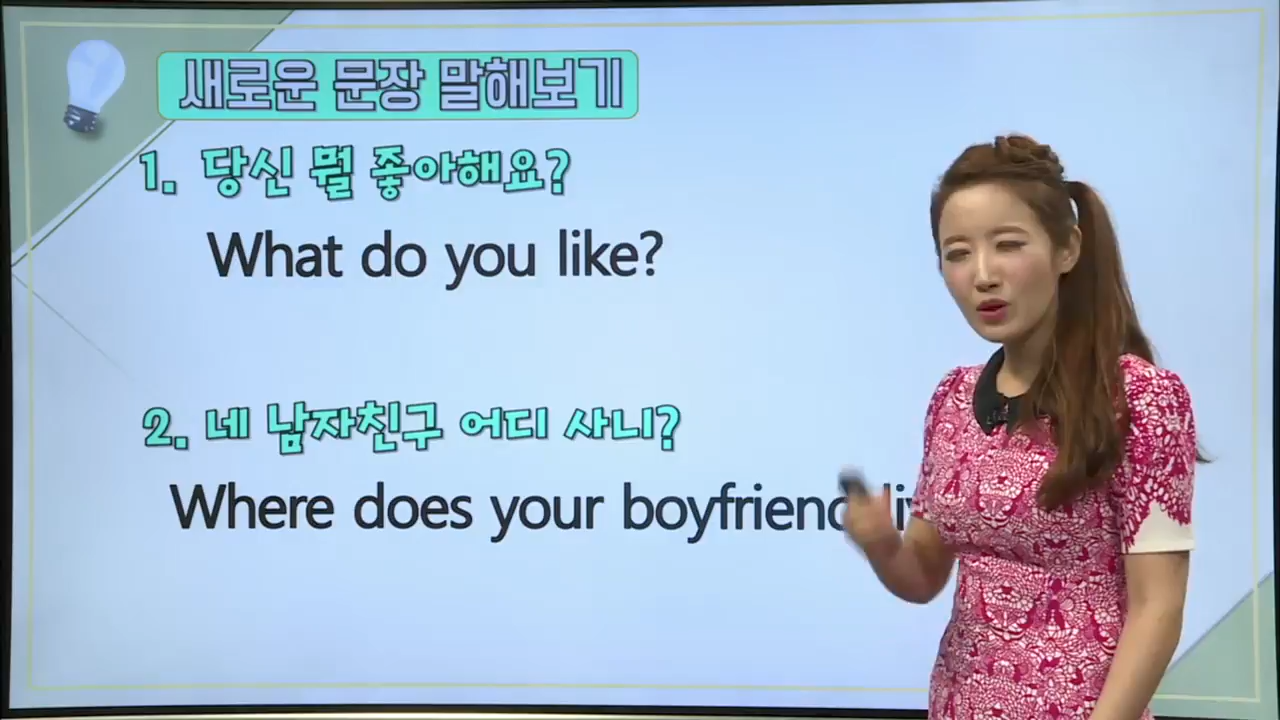 새로운 문장 말해보기
1. 당신 뭘 좋아해요?
What do you like?
2. 네 남자친구 어디 사니?
Where does your boyfriend